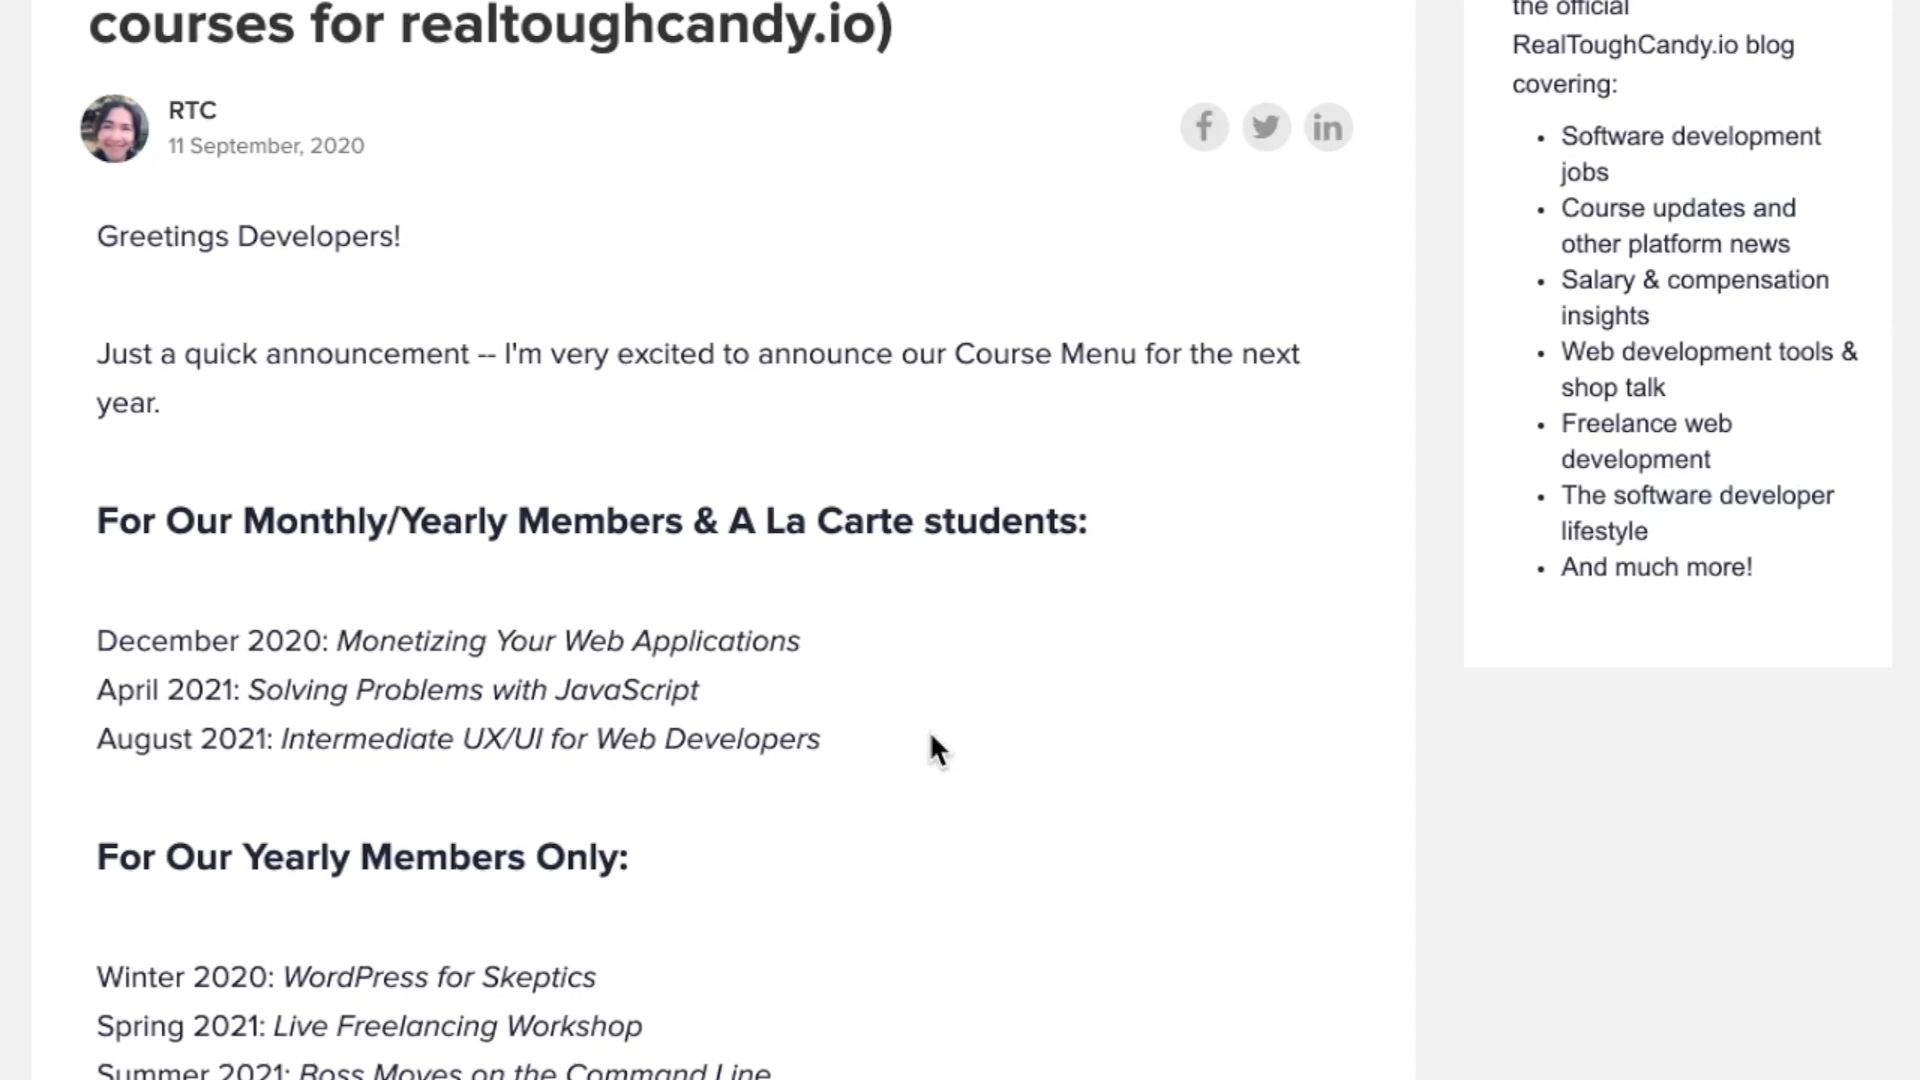 courses for realtoughcandy.io)
RTC
11 September, 2020
Greetings Developers!
Just a quick announcement -- I'm very excited to announce our Course Menu for the next
year.
For Our Monthly/Yearly Members & A La Carte students:
December 2020: Monetizing Your Web Applications
April 2021: Solving Problems with JavaScript
August 2021: Intermediate UX/UI for Web Developers
For Our Yearly Members Only:
Winter 2020: WordPress for Skeptics
Spring 2021: Live Freelancing Workshop
Summer 2021: Boss Moves on the Command Line
the official
RealToughCandy.io blog
covering:
• Software development
jobs
• Course updates and
other platform news
• Salary & compensation
insights
• Web development tools &
shop talk
• Freelance web
development
• The software developer
lifestyle
• And much more!